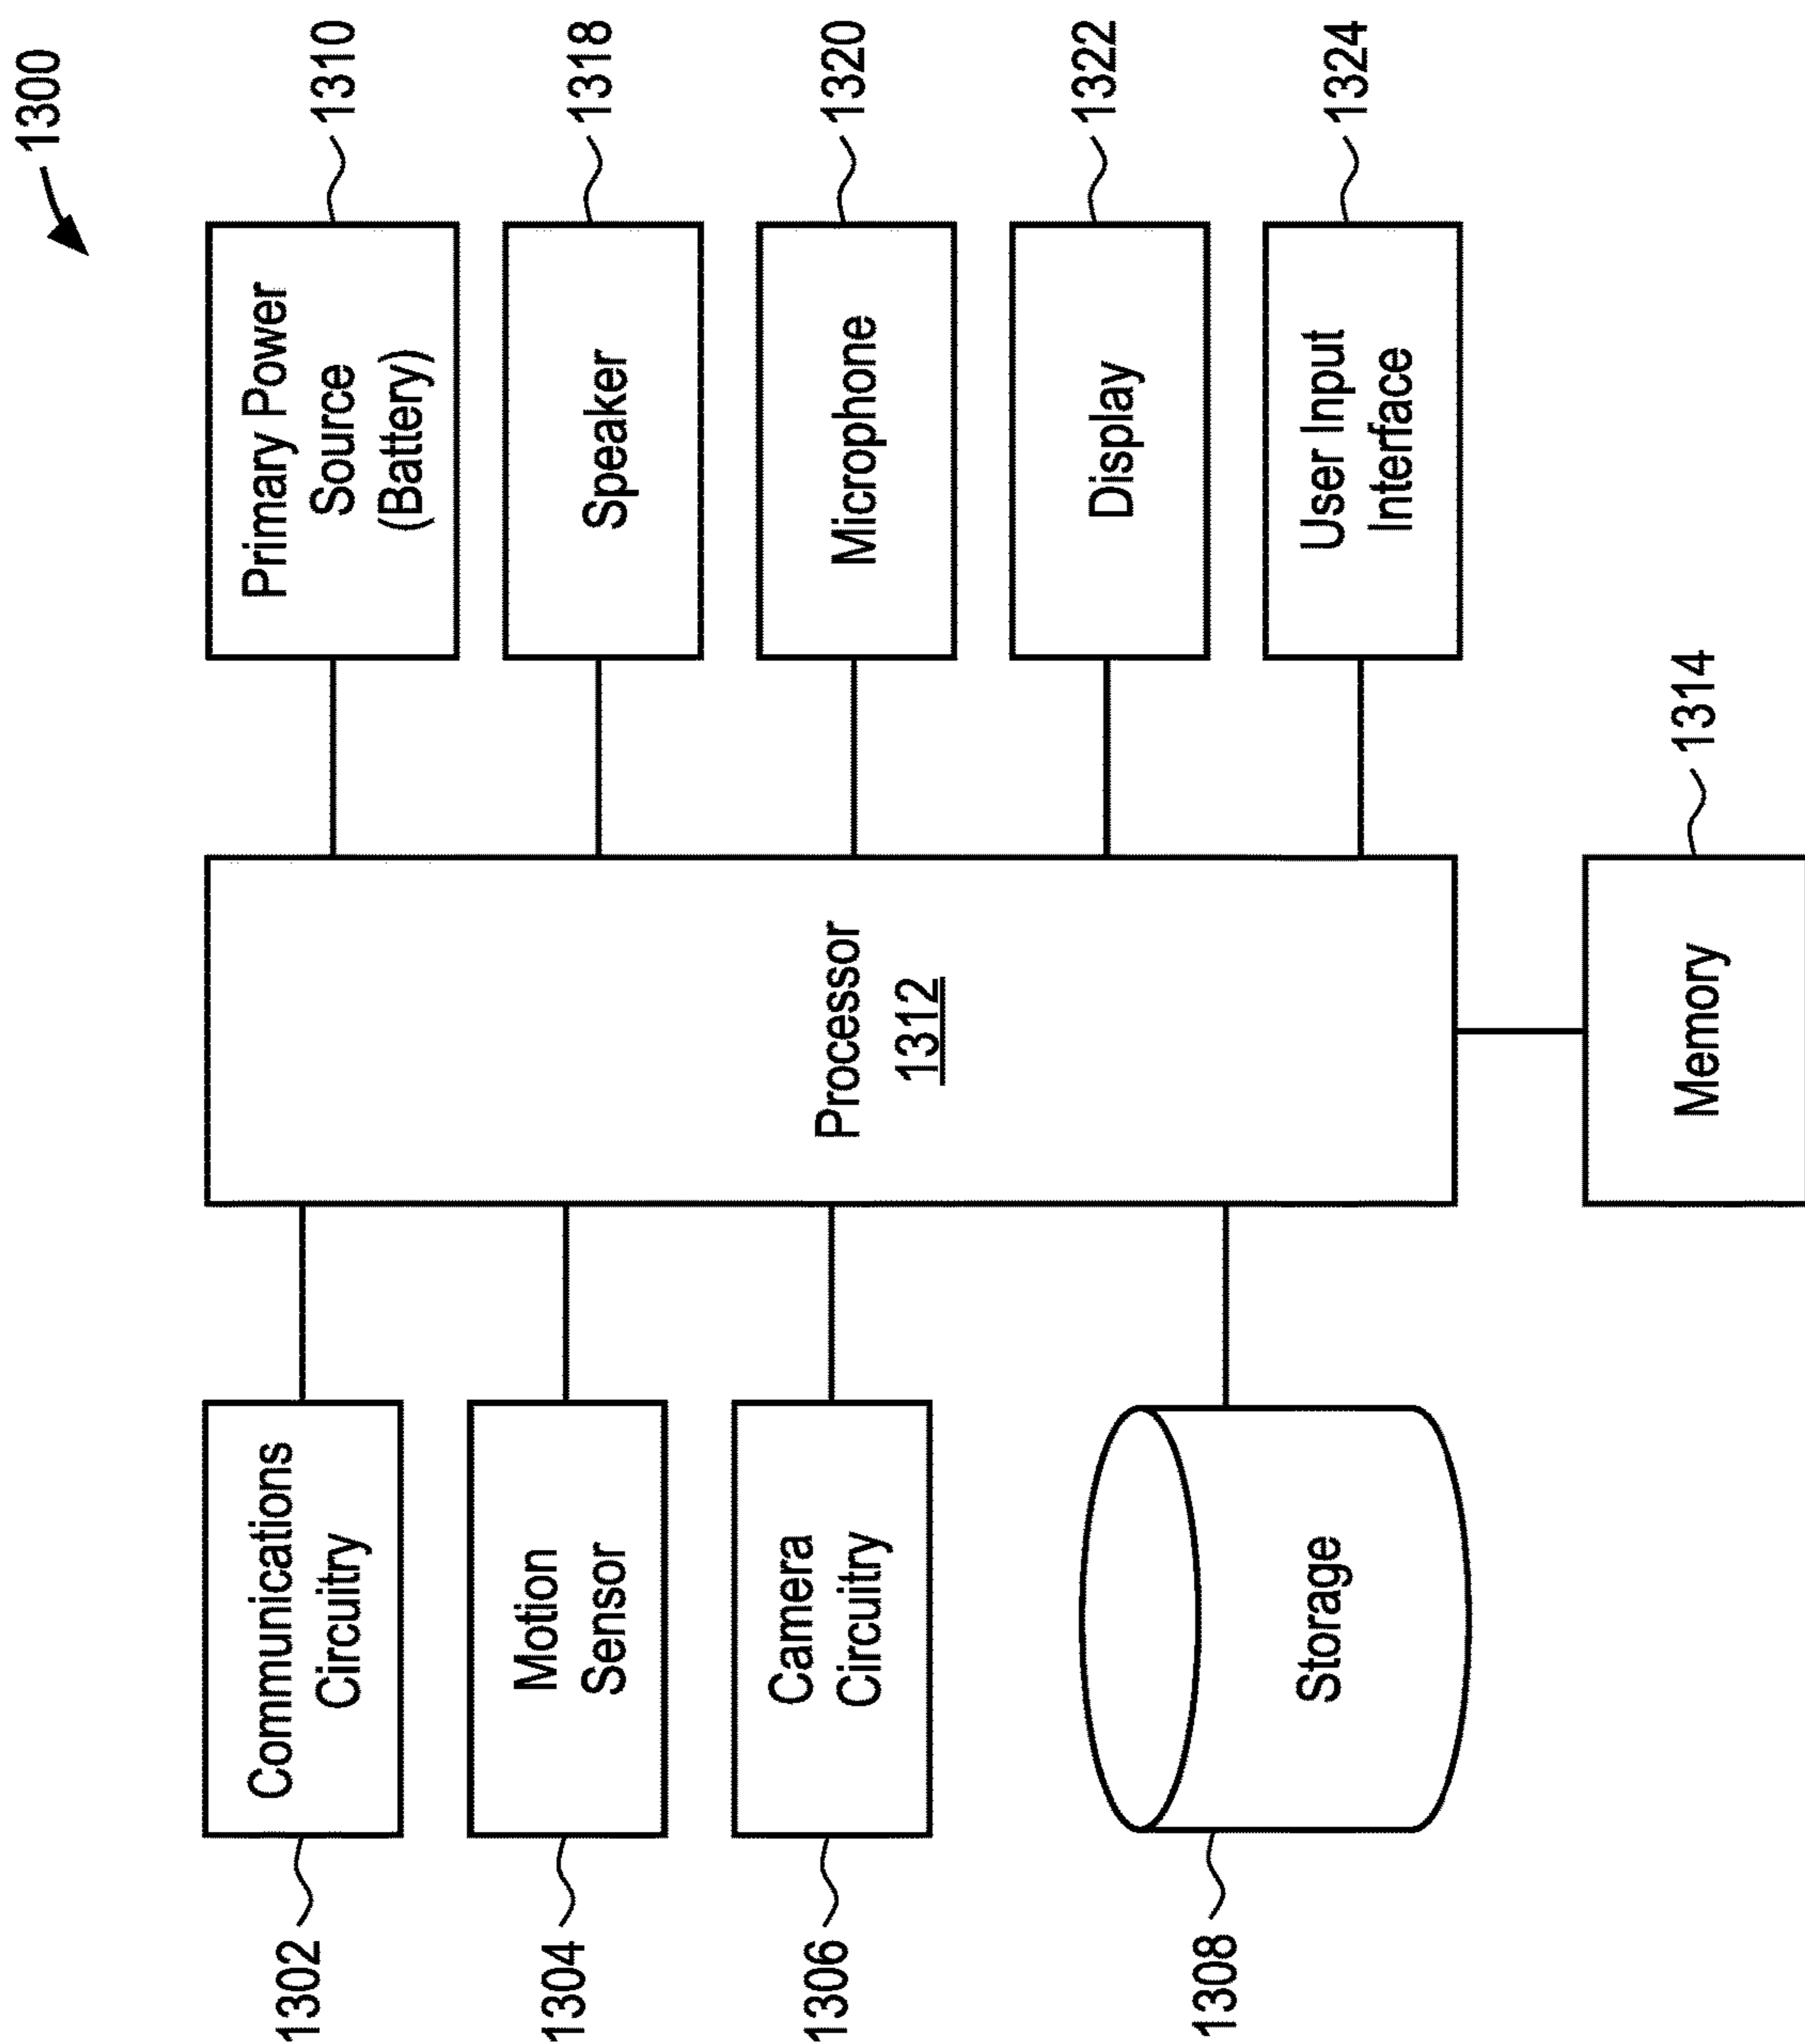 1300
1302
Communications
Circuitry
1304
Motion
Sensor
1306
Camera
Circuitry
1308
Storage
Processor
1312
Memory
1314
Primary Power
Source
(Battery)
1310
Speaker
1318
Microphone
1320
Display
1322
User Input
Interface
1324